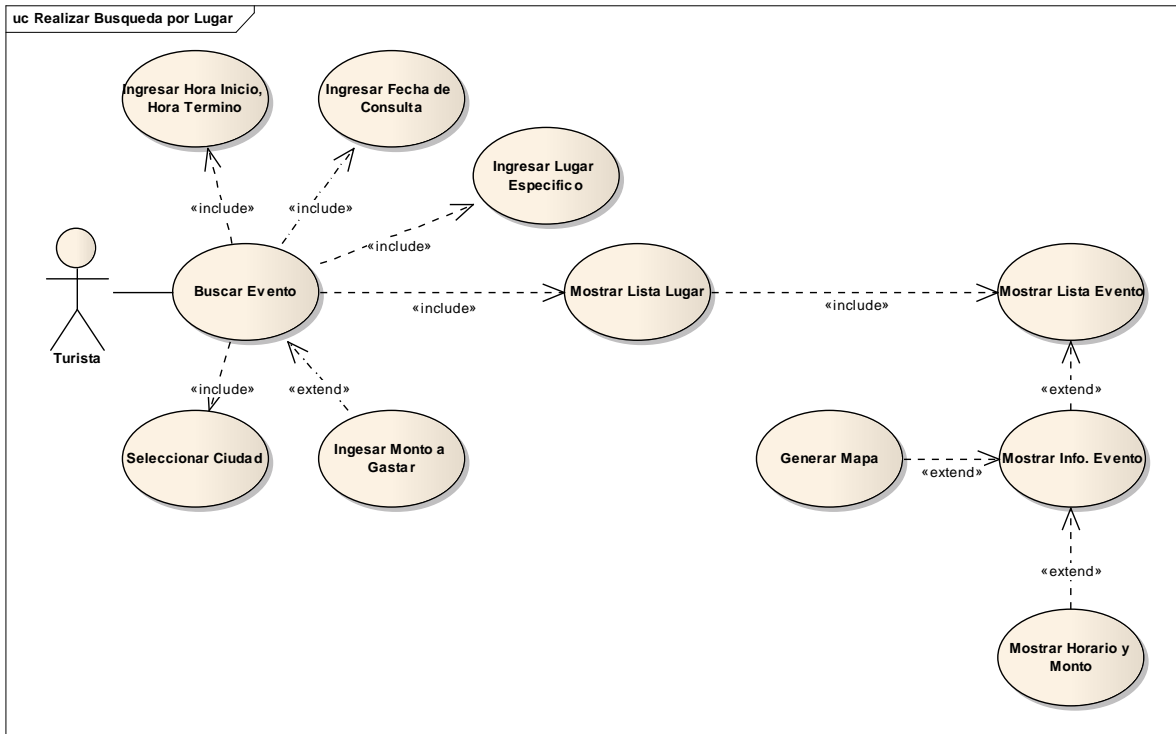 uc Realizar Busqueda por Lugar
Ingresar Hora Inicio,
Hora Termino
Ingresar Fecha de
Consulta
Ingresar Lugar
Especifico
«include»
«include»
«include»
Turista
Buscar Evento
«include»
Mostrar Lista Lugar
«include»
Mostrar Lista Evento
«include»
«extend»
«extend»
Seleccionar Ciudad
Ingesar Monto a
Gastar
Generar Mapa
«extend»
Mostrar Info. Evento
«extend»
Mostrar Horario y
Monto